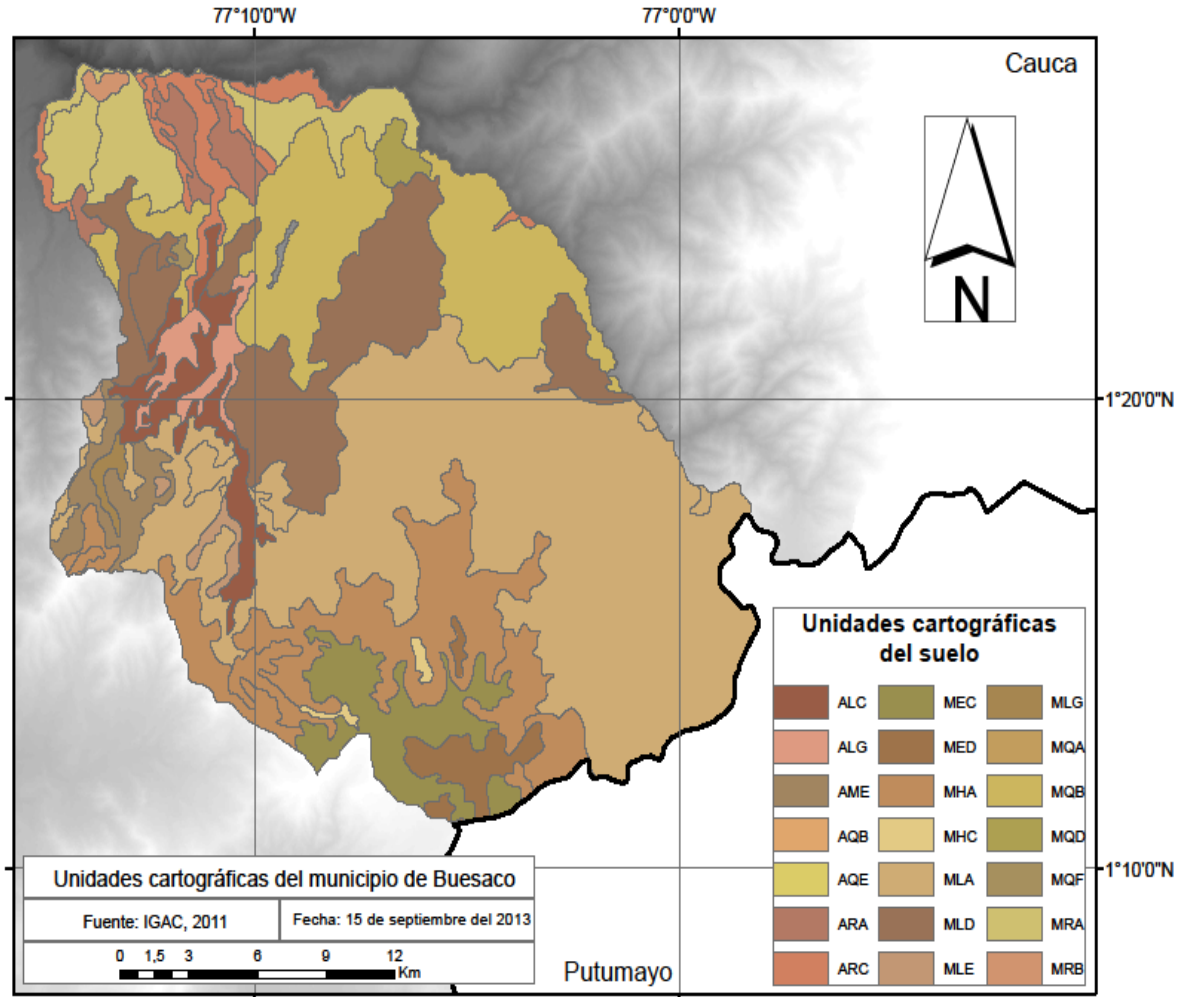 77°10'0"W
77°0'0"W
Cauca
N
1°20'0"N
Unidades cartográficas
del suelo
ALC MEC MLG
ALG MED MQA
AME MHA MQB
AQB MHC MQD
AQE MLA MQF
ARA MLD MRA
ARC MLE MRB
1°10'0"N
Unidades cartográficas del municipio de Buesaco
Fuente: IGAC, 2011 Fecha: 15 de septiembre del 2013
0 1,5 3 6 9 12
Km
Putumayo